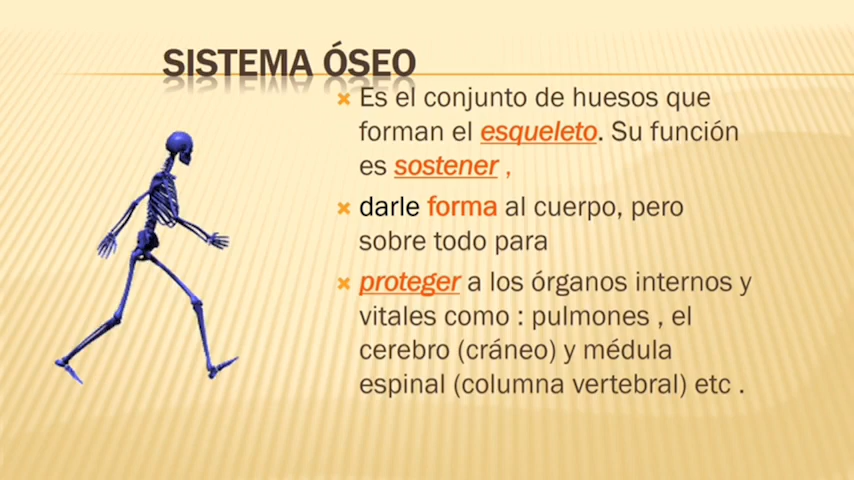 SISTEMA ÓSEO
Es el conjunto de huesos que
forman el esqueleto. Su función
es sostener ,
darle forma al cuerpo, pero
sobre todo para
proteger a los órganos internos y
vitales como : pulmones , el
cerebro (cráneo) y médula
espinal (columna vertebral) etc .